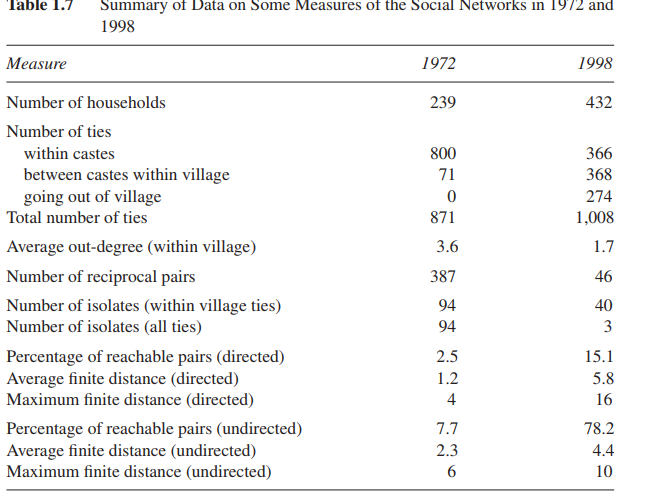 Table 1.7 Summary of Data on Some Measures of the Social Networks in 1972 and
1998
Measure 1972 1998
Number of households 239 432
Number of ties
within castes 800 366
between castes within village 71 368
going out of village 0 274
Total number of ties 871 1,008
Average out-degree (within village) 3.6 1.7
Number of reciprocal pairs 387 46
Number of isolates (within village ties) 94 40
Number of isolates (all ties) 94 3
Percentage of reachable pairs (directed) 2.5 15.1
Average finite distance (directed) 1.2 5.8
Maximum finite distance (directed) 4 16
Percentage of reachable pairs (undirected) 7.7 78.2
Average finite distance (undirected) 2.3 4.4
Maximum finite distance (undirected) 6 10